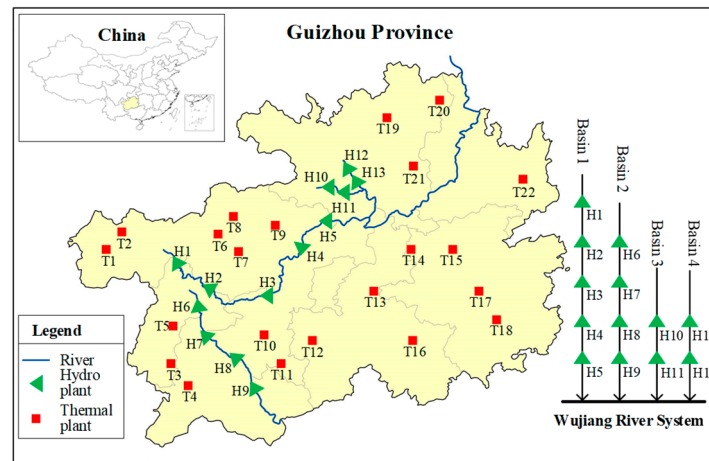 China
Guizhou Province
T20
T19
H12
H13
H10
T21
T22
H11
T8
T2
T6
T9
H5
T1
H1
T7
H4
T14
T15
H2
H3
T13
T17
H6
T18
T5
H7
T10
T12
T16
T3
H8
T11
T4
H9
Legend
River
Hydro
plant
Thermal
plant
Basin 1
H1
H2
H3
H4
H5
Basin 2
H6
H7
H8
H9
Basin 3
H10
H11
Basin 4
H1
H1
Wujiang River System